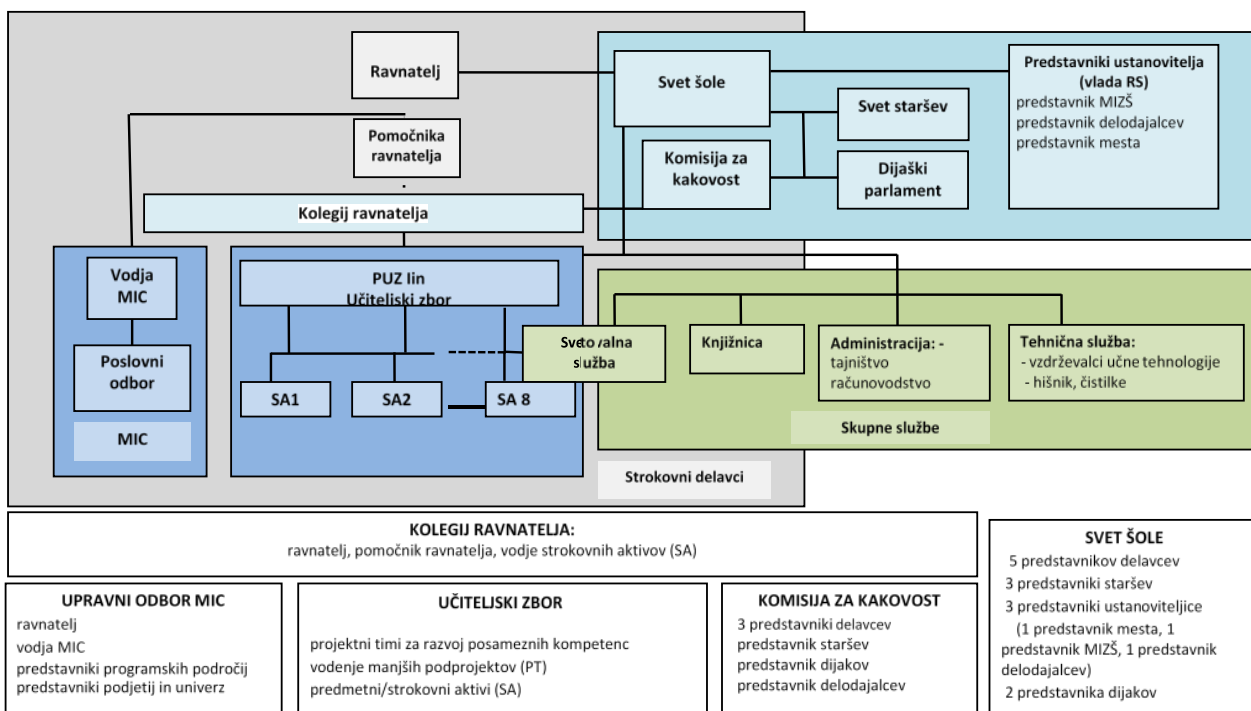 Ravnatelj
Pomočnika
ravnatelja
Kolegij ravnatelja
Svet šole
Svet staršev
Komisija za
kakovost
Dijaški
parlament
Predstavniki ustanovitelja
(vlada RS)
predstavnik MIZŠ
predstavnik delodajalcev
predstavnik mesta
Vodja
MIC
Poslovni
odbor
MIC
PUZ Iin
Učiteljski zbor
SA1
SA2
SA 8
Svetovalna
služba
Knjižnica
Administracija: -
tajništvo
računovodstvo
Tehnična služba:
- vzdrževalci učne tehnologije
- hišnik, čistilke
Skupne službe
Strokovni delavci
KOLEGIJ RAVNATELJA:
ravnatelj, pomočnik ravnatelja, vodje strokovnih aktivov (SA)
UPRAVNI ODBOR MIC
ravnatelj
vodja MIC
predstavniki programskih področij
predstavniki podjetij in univerz
UČITELJSKI ZBOR
projektni timi za razvoj posameznih kompetenc
vodenje manjših podprojektov (PT)
predmetni/strokovni aktivi (SA)
KOMISIJA ZA KAKOVOST
3 predstavniki delavcev
predstavnik staršev
predstavnik dijakov
predstavnik delodajalcev
SVET ŠOLE
5 predstavnikov delavcev
3 predstavniki staršev
3 predstavniki ustanoviteljice
(1 predstavnik mesta, 1
predstavnik MIZŠ, 1 predstavnik
delodajalcev)
2 predstavnika dijakov